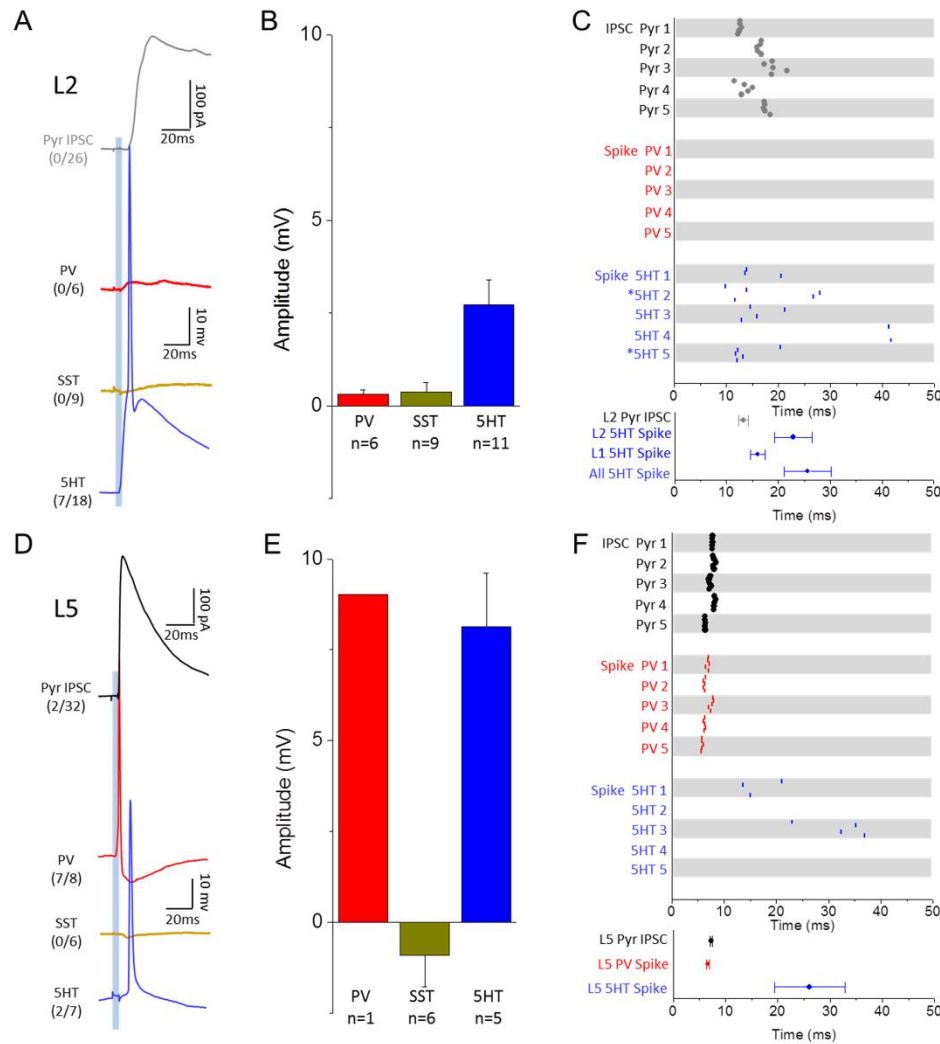 A
L2
100 pA
20ms
Pyr IPSC
(0/26)
PV
(0/6)
10 mv
20ms
SST
(0/9)
5HT
(7/18)
B
10
5
0
Amplitude (mV)
PV
n=6
SST
n=9
5HT
n=11
C
IPSC Pyr 1
Pyr 2
Pyr 3
Pyr 4
Pyr 5
Spike PV 1
PV 2
PV 3
PV 4
PV 5
Spike 5HT 1
*5HT 2
5HT 3
5HT 4
*5HT 5
0 10 20 30 40 50
Time (ms)
L2 Pyr IPSC
L2 5HT Spike
L1 5HT Spike
All 5HT Spike
0 10 20 30 40 50
Time (ms)
D
L5
100 pA
20ms
Pyr IPSC
(2/32)
PV
(7/8)
10 mv
20ms
SST
(0/6)
5HT
(2/7)
E
10
5
0
Amplitude (mV)
PV
n=1
SST
n=6
5HT
n=5
F
IPSC Pyr 1
Pyr 2
Pyr 3
Pyr 4
Pyr 5
Spike PV 1
PV 2
PV 3
PV 4
PV 5
Spike 5HT 1
5HT 2
5HT 3
5HT 4
5HT 5
0 10 20 30 40 50
Time (ms)
L5 Pyr IPSC
L5 PV Spike
L5 5HT Spike
0 10 20 30 40 50
Time (ms)